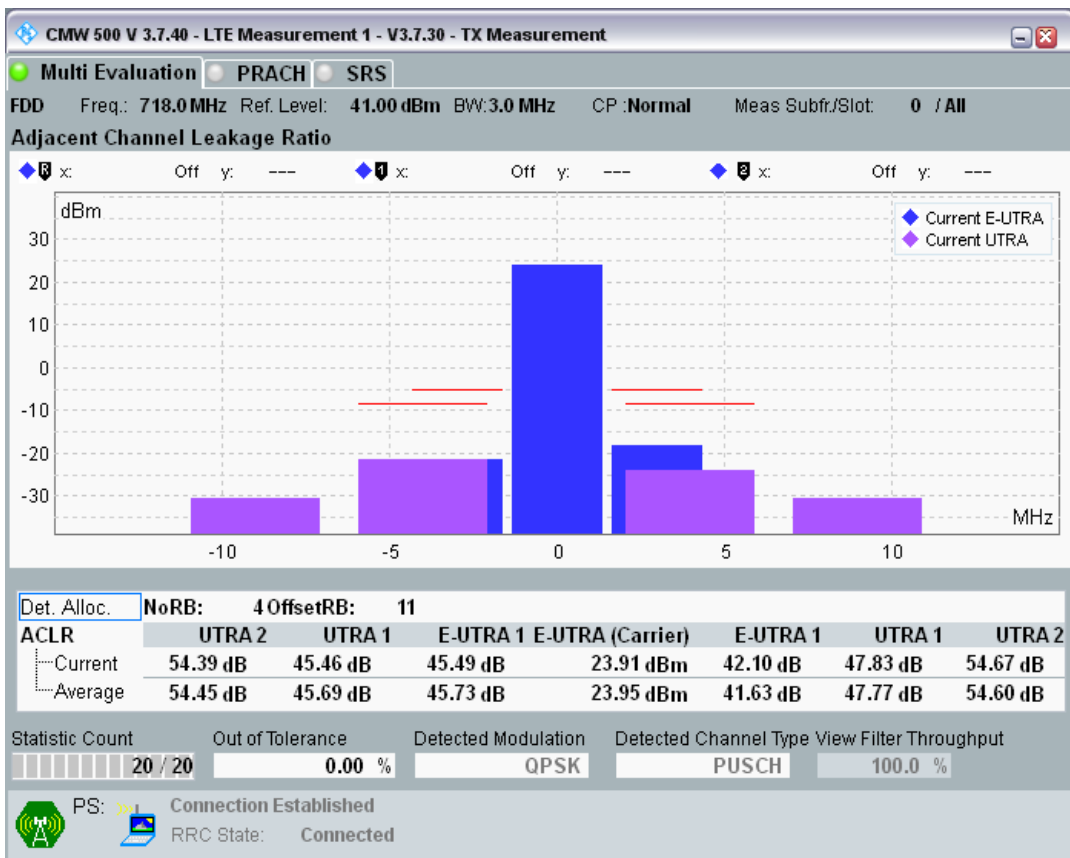 CMW 500 V 3.7.40 - LTE Measurement 1 - V3.7.30 - TX Measurement
Multi Evaluation PRACH SRS
FDD Freq.: 718.0 MHz Ref. Level: 41.00 dBm BW: 3.0 MHz CP :Normal Meas Subfr./Slot: 0 / All
Adjacent Channel Leakage Ratio
R x: Off y: --- 1 x: Off y: --- 2 x: Off y: ---
dBm
Current E-UTRA
Current UTRA
30
20
10
0
-10
-20
-30
MHz
-10 -5 0 5 10
Det. Alloc. NoRB: 4 OffsetRB: 11
ACLR UTRA 2 UTRA 1 E-UTRA 1 E-UTRA (Carrier) E-UTRA 1 UTRA 1 UTRA 2
Current 54.39 dB 45.46 dB 45.49 dB 23.91 dBm 42.10 dB 47.83 dB 54.67 dB
Average 54.45 dB 45.69 dB 45.73 dB 23.95 dBm 41.63 dB 47.77 dB 54.60 dB
Statistic Count Out of Tolerance Detected Modulation Detected Channel Type View Filter Throughput
20 / 20 0.00 % QPSK PUSCH 100.0 %
PS: Connection Established
RRC State: Connected